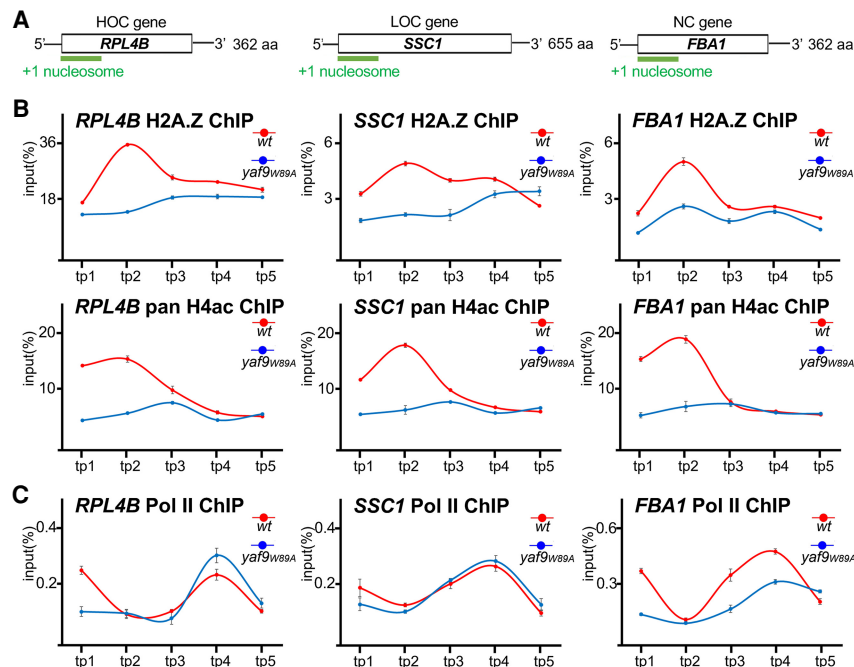 A
HOC gene
LOC gene
NC gene
5’ RPL4B 3’ 362 aa
5’ SSC1 3’ 655 aa
5’ FBA1 3’ 362 aa
+1 nucleosome
+1 nucleosome
+1 nucleosome
B
RPL4B H2A.Z ChIP
input(%)
36
18
wt
yaf9W89A
tp1 tp2 tp3 tp4 tp5
SSC1 H2A.Z ChIP
input(%)
6
3
wt
yaf9W89A
tp1 tp2 tp3 tp4 tp5
FBA1 H2A.Z ChIP
input(%)
6
3
wt
yaf9W89A
tp1 tp2 tp3 tp4 tp5
RPL4B pan H4ac ChIP
input(%)
20
10
wt
yaf9W89A
tp1 tp2 tp3 tp4 tp5
SSC1 pan H4ac ChIP
input(%)
20
10
wt
yaf9W89A
tp1 tp2 tp3 tp4 tp5
FBA1 pan H4ac ChIP
input(%)
20
10
wt
yaf9W89A
tp1 tp2 tp3 tp4 tp5
C
RPL4B Pol II ChIP
input(%)
0.4
0.2
wt
yaf9W89A
tp1 tp2 tp3 tp4 tp5
SSC1 Pol II ChIP
input(%)
0.4
0.2
wt
yaf9W89A
tp1 tp2 tp3 tp4 tp5
FBA1 Pol II ChIP
input(%)
0.6
0.3
wt
yaf9W89A
tp1 tp2 tp3 tp4 tp5